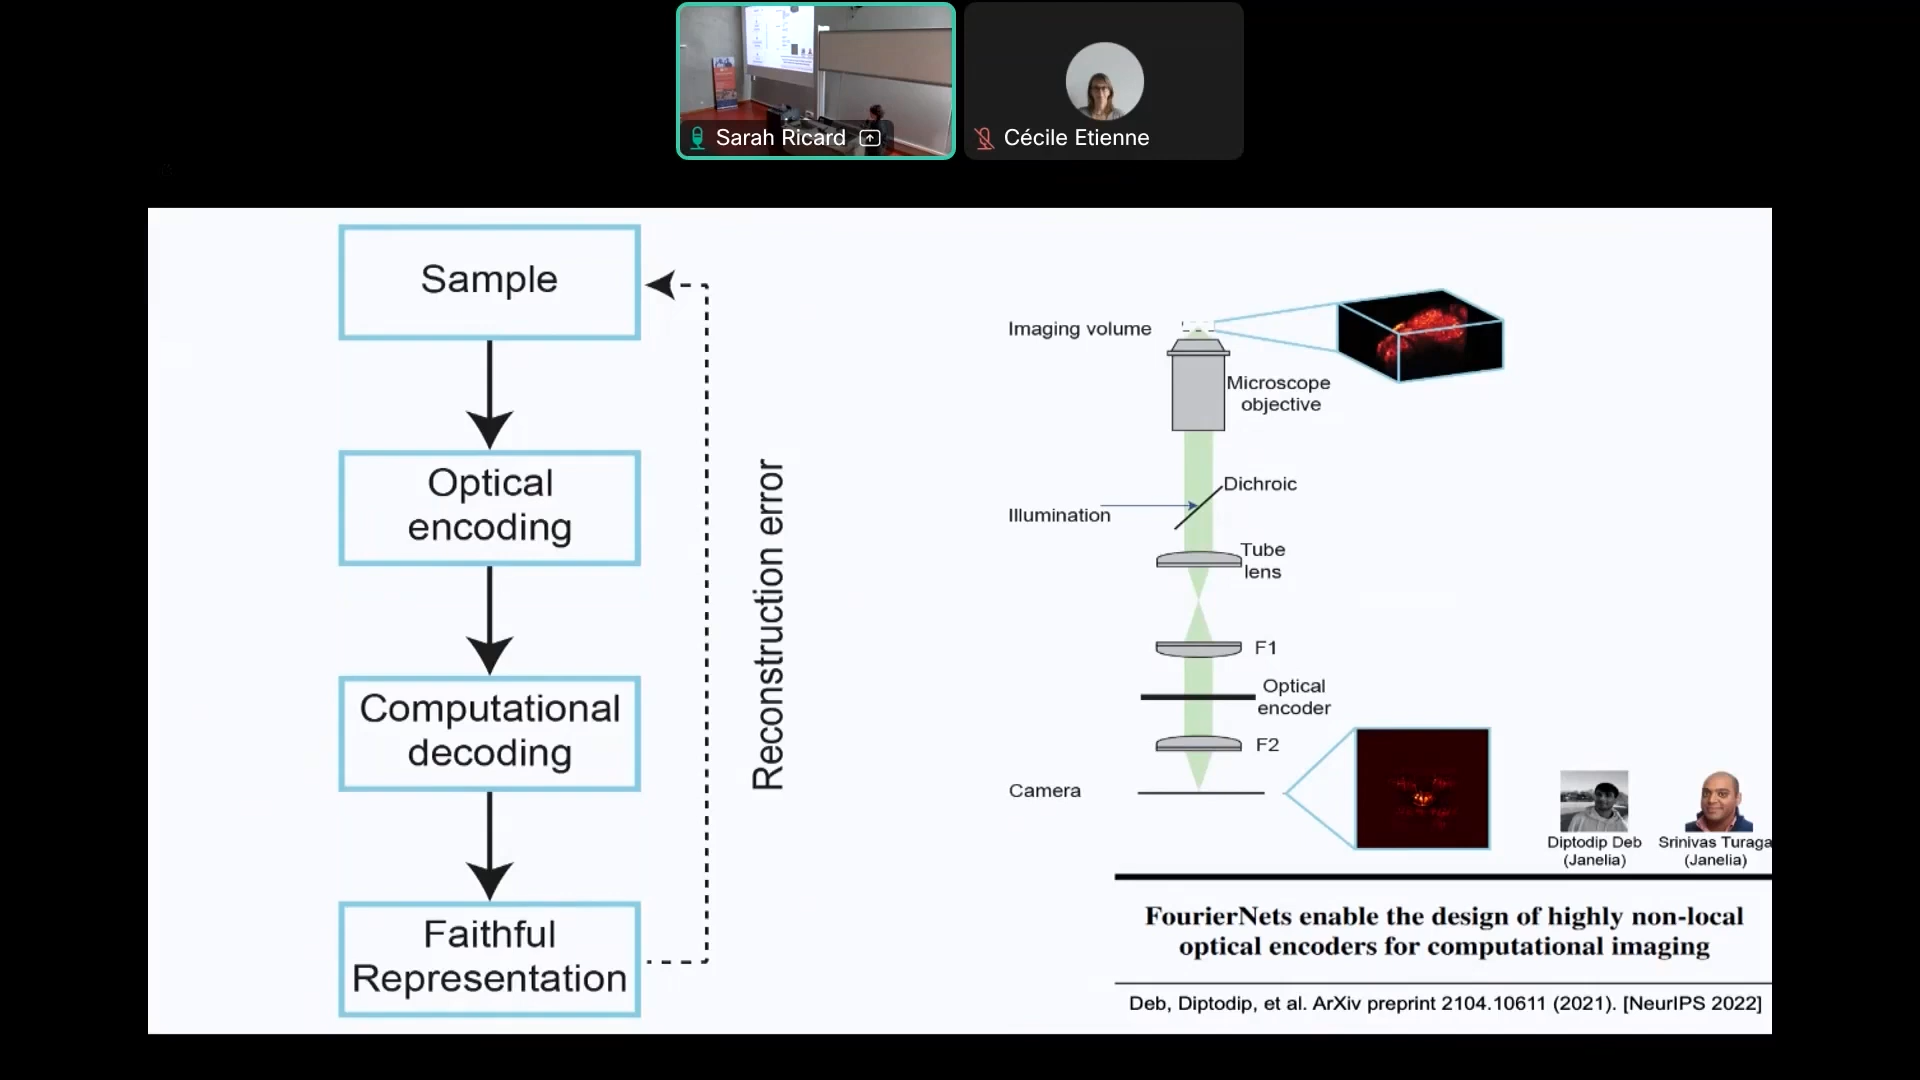 Sarah Ricard
Cécile Etienne
Sample
Optical
encoding
Computational
decoding
Faithful
Representation
Reconstruction error
Imaging volume
Microscope
objective
Dichroic
Illumination
Tube
lens
F1
Optical
encoder
F2
Camera
Diptodip Deb
(Janelia)
Srinivas Turaga
(Janelia)
FourierNets enable the design of highly non-local
optical encoders for computational imaging
Deb, Diptodip, et al. ArXiv preprint 2104.10611 (2021). [NeurIPS 2022]